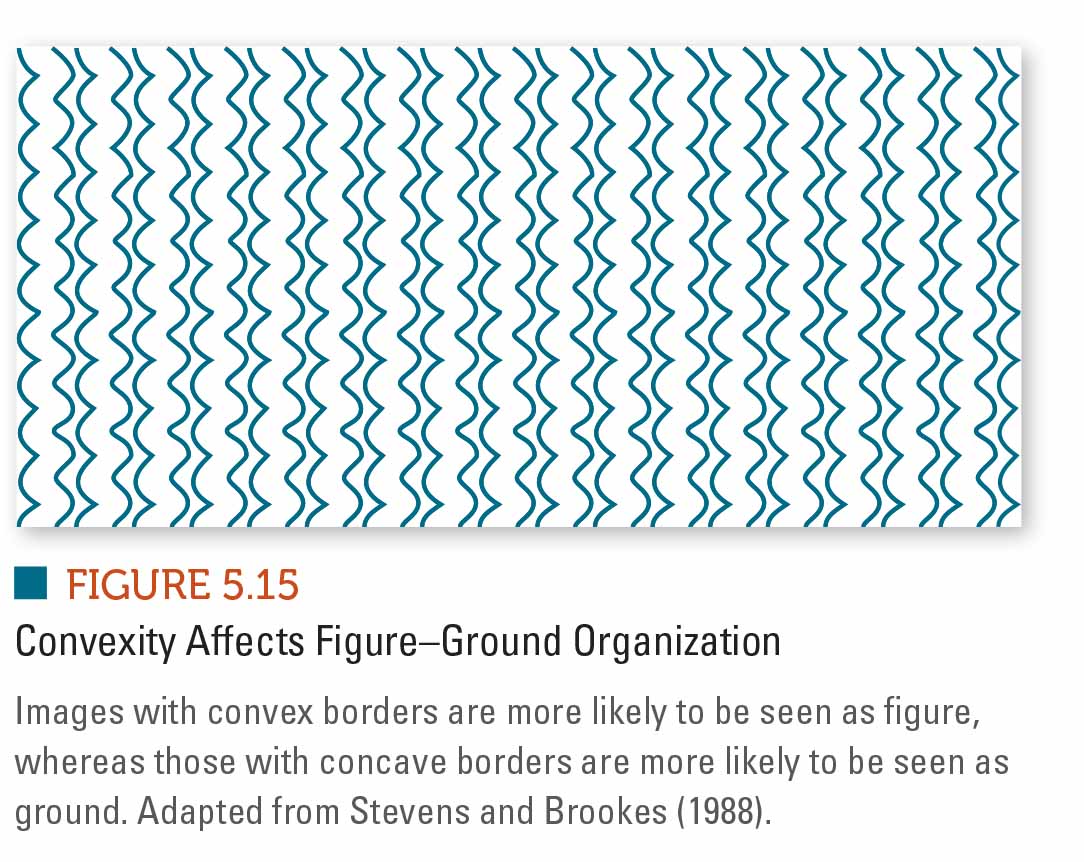 FIGURE 5.15
Convexity Affects Figure–Ground Organization
Images with convex borders are more likely to be seen as figure,
whereas those with concave borders are more likely to be seen as
ground. Adapted from Stevens and Brookes (1988).